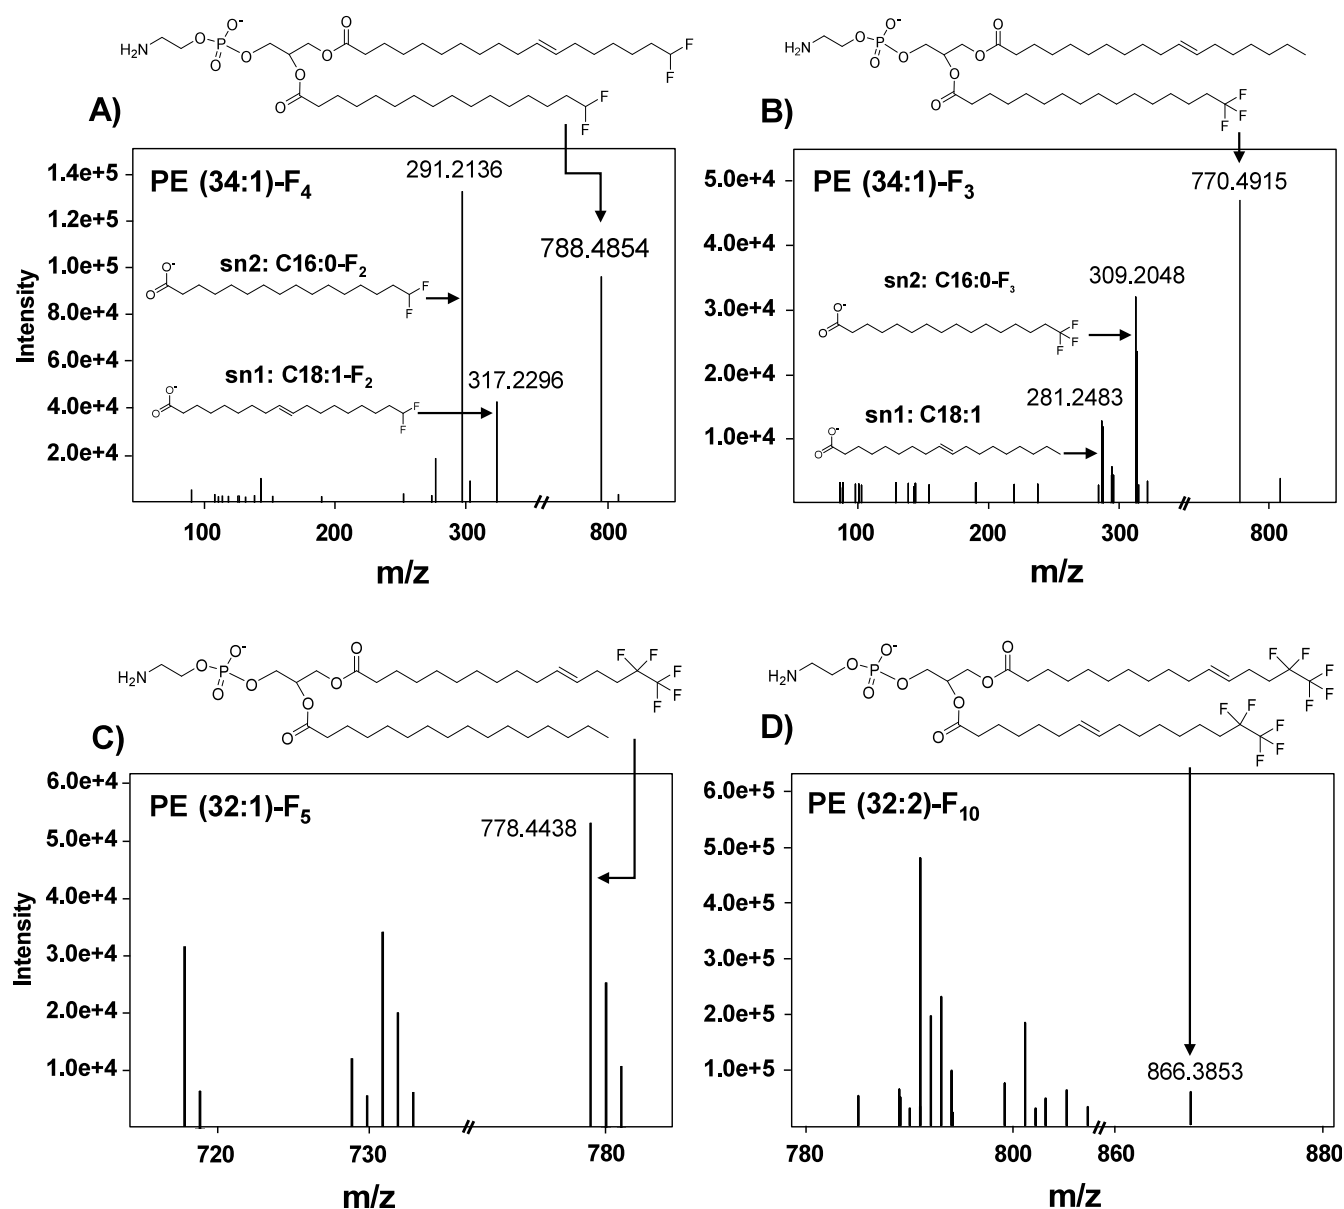 A)
PE (34:1)-F4
291.2136
788.4854
sn2: C16:0-F2
sn1: C18:1-F2
317.2296
Intensity
1.4e+5
1.2e+5
1.0e+5
8.0e+4
6.0e+4
4.0e+4
2.0e+4
100 200 300 800
m/z
H2N O P O- O O O O O F F F F
O- O F F
O- O F F
B)
PE (34:1)-F3
770.4915
309.2048
sn2: C16:0-F3
281.2483
sn1: C18:1
5.0e+4
4.0e+4
3.0e+4
2.0e+4
1.0e+4
100 200 300 800
m/z
H2N O P O- O O O O O O F F F
O- O F F F
O- O
C)
PE (32:1)-F5
778.4438
Intensity
6.0e+4
5.0e+4
4.0e+4
3.0e+4
2.0e+4
1.0e+4
720 730 780
m/z
H2N O P O- O O O O O O F F F F F
D)
PE (32:2)-F10
866.3853
6.0e+5
5.0e+5
4.0e+5
3.0e+5
2.0e+5
1.0e+5
780 800 860 880
m/z
H2N O P O- O O O O O O F F F F F F F F F F